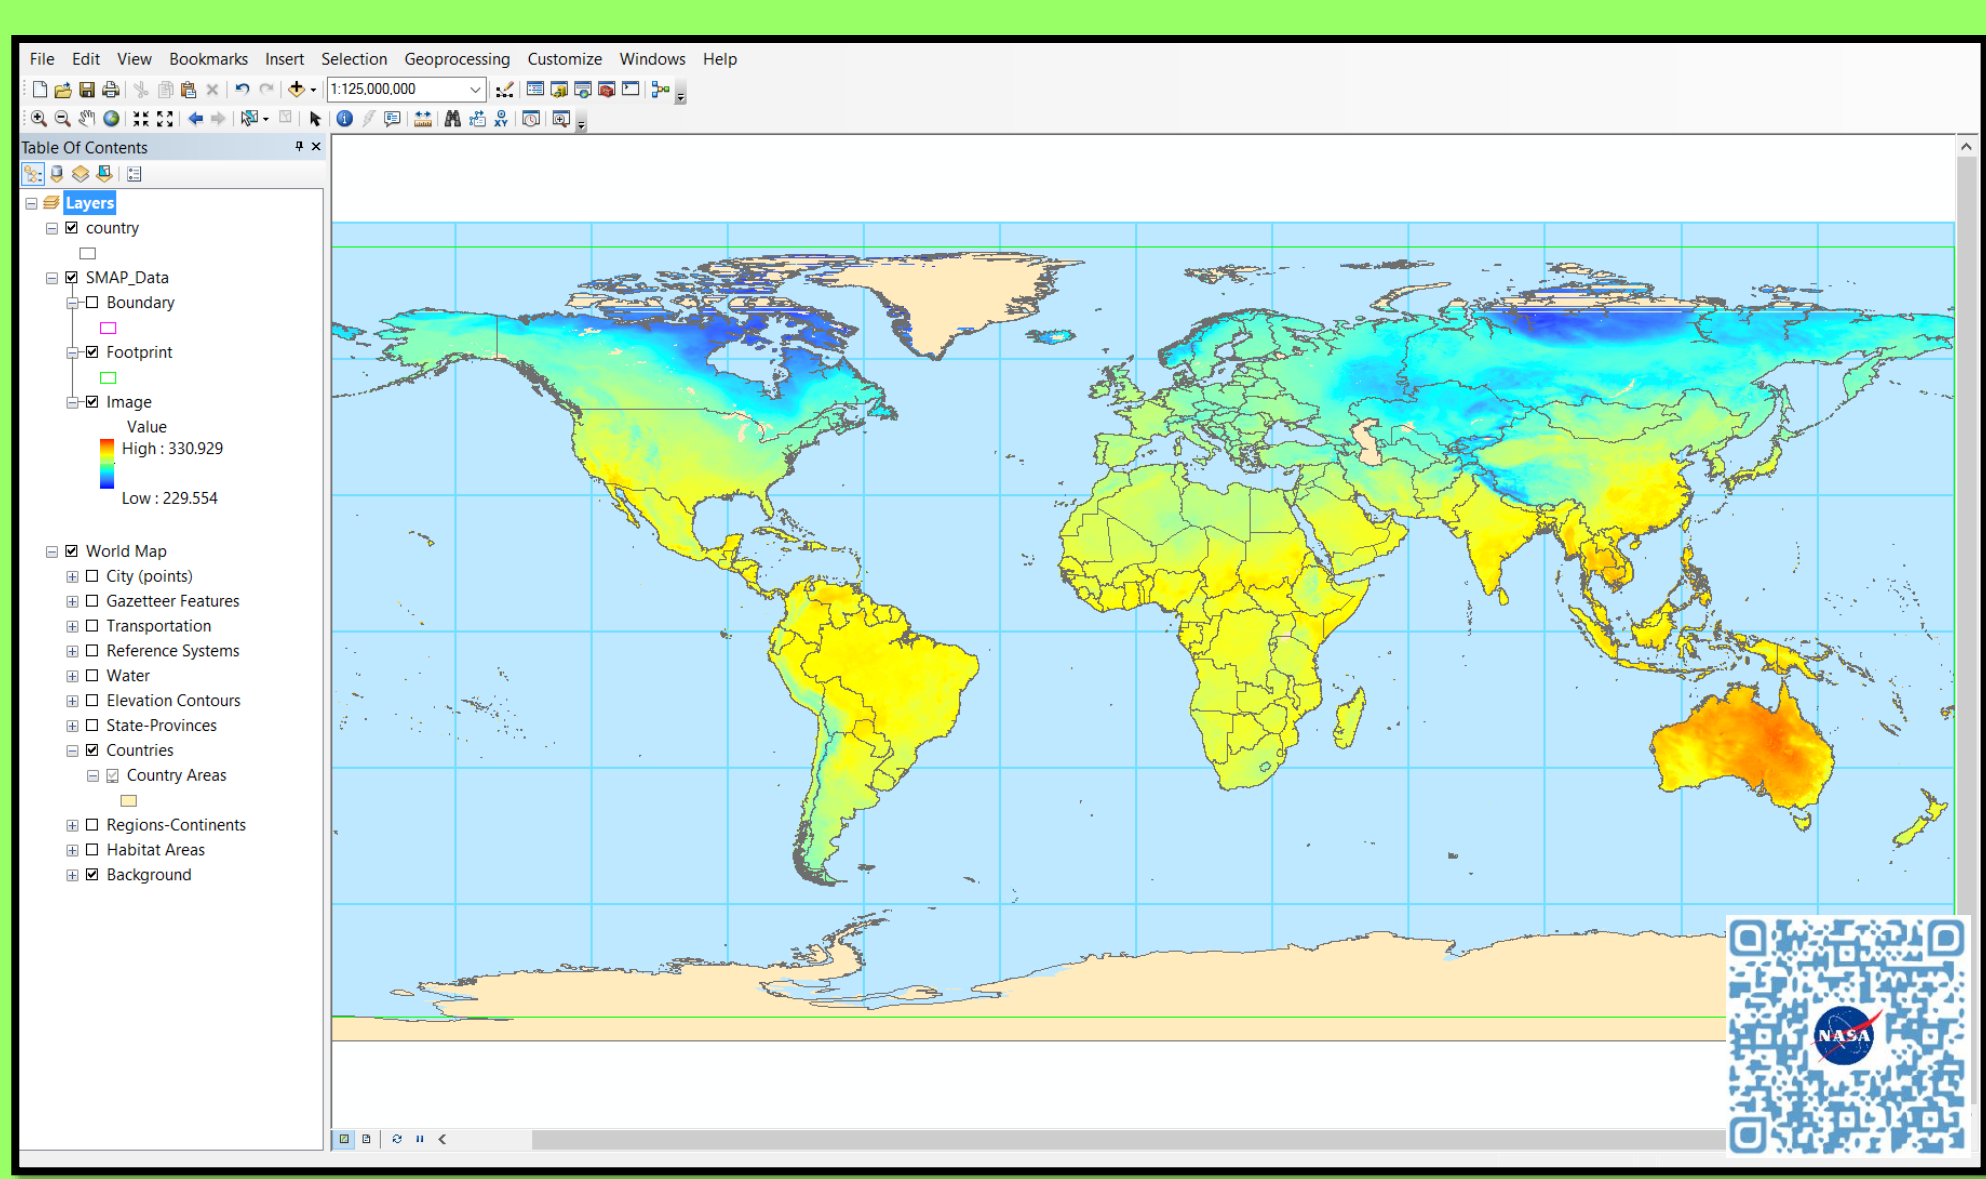 File Edit View Bookmarks Insert Selection Geoprocessing Customize Windows Help
1:125,000,000
Table Of Contents
Layers
country
SMAP_Data
Boundary
Footprint
Image
Value
High : 330.929
Low : 229.554
World Map
City (points)
Gazetteer Features
Transportation
Reference Systems
Water
Elevation Contours
State-Provinces
Countries
Country Areas
Regions-Continents
Habitat Areas
Background
NASA